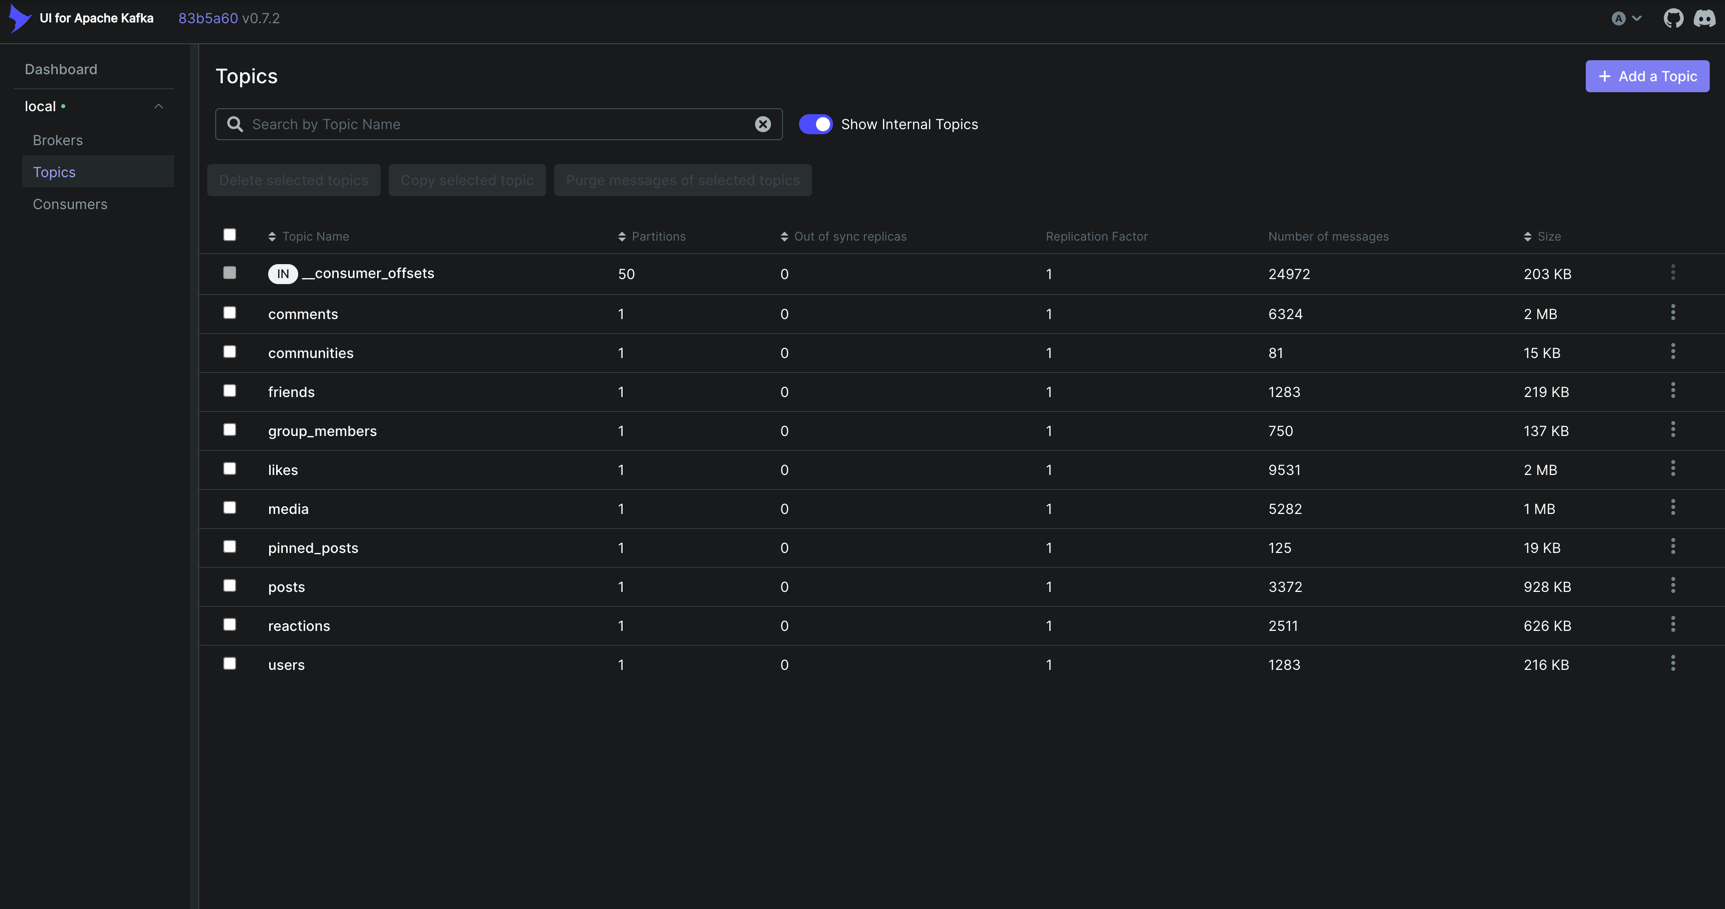 UI for Apache Kafka 83b5a60 v0.7.2 A
Dashboard
local
Brokers
Topics
Consumers
Topics
Add a Topic
Search by Topic Name
Show Internal Topics
Delete selected topics Copy selected topic Purge messages of selected topics
Topic Name Partitions Out of sync replicas Replication Factor Number of messages Size
IN __consumer_offsets 50 0 1 24972 203 KB
comments 1 0 1 6324 2 MB
communities 1 0 1 81 15 KB
friends 1 0 1 1283 219 KB
group_members 1 0 1 750 137 KB
likes 1 0 1 9531 2 MB
media 1 0 1 5282 1 MB
pinned_posts 1 0 1 125 19 KB
posts 1 0 1 3372 928 KB
reactions 1 0 1 2511 626 KB
users 1 0 1 1283 216 KB